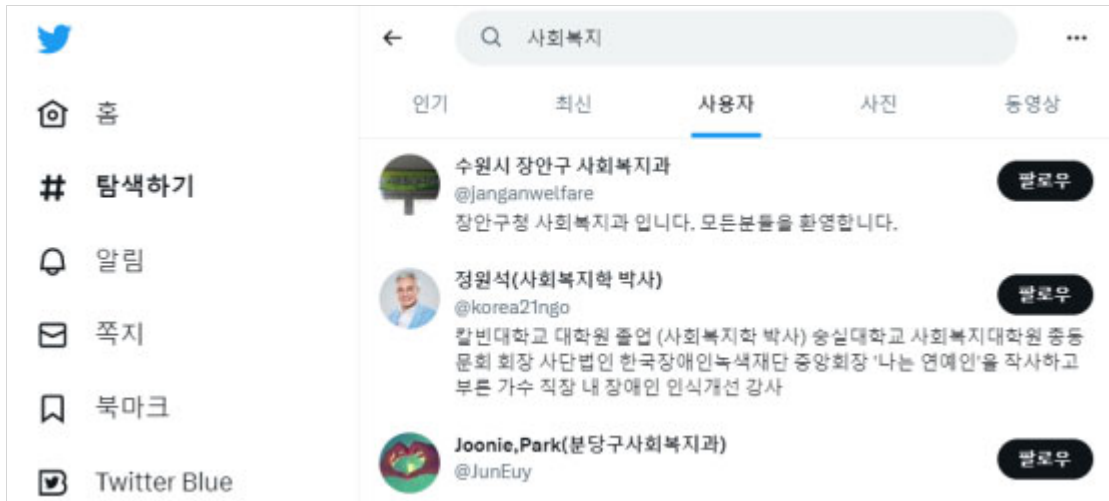 사회복지
인기 최신 사용자 사진 동영상
홈
탐색하기
알림
쪽지
북마크
Twitter Blue
수원시 장안구 사회복지과
@janganwelfare
장안구청 사회복지과 입니다. 모든분들을 환영합니다.
팔로우
정원석(사회복지학 박사)
@korea21ngo
칼빈대학교 대학원 졸업 (사회복지학 박사) 숭실대학교 사회복지대학원 총동
문회 회장 사단법인 한국장애인녹색재단 중앙회장 '나는 연예인'을 작사하고
부른 가수 직장 내 장애인 인식개선 강사
팔로우
Joonie,Park(분당구사회복지과)
@JunEuy
팔로우